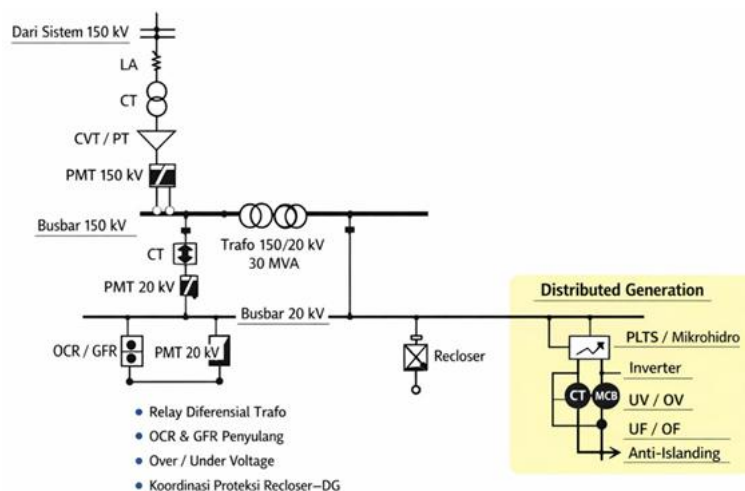 Dari Sistem 150 kV
LA
CT
CVT / PT
PMT 150 kV
Busbar 150 kV
Trafo 150/20 kV
30 MVA
CT
PMT 20 kV
Busbar 20 kV
OCR / GFR
PMT 20 kV
Recloser
Distributed Generation
PLTS / Mikrohidro
Inverter
CT
MCB
UV / OV
UF / OF
Anti-Islanding
• Relay Diferensial Trafo
• OCR & GFR Penyulang
• Over / Under Voltage
• Koordinasi Proteksi Recloser–DG